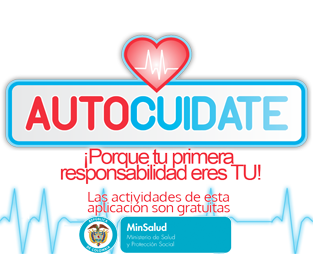 AUTOCUIDATE
¡Porque tu primera
responsabilidad eres TU!
Las actividades de esta
aplicación son gratuitas
MinSalud
Ministerio de Salud
y Protección Social